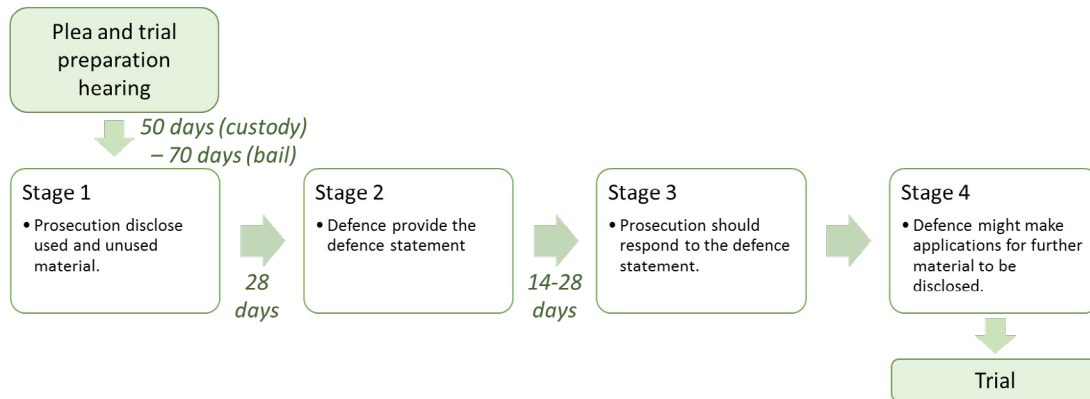 Plea and trial
preparation
hearing
50 days (custody)
– 70 days (bail)
Stage 1
• Prosecution disclose
used and unused
material.
28
days
Stage 2
• Defence provide the
defence statement
14-28
days
Stage 3
• Prosecution should
respond to the defence
statement.
Stage 4
• Defence might make
applications for further
material to be
disclosed.
Trial